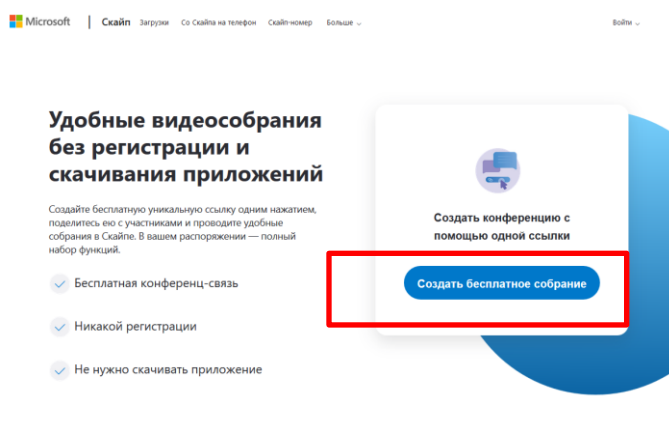 Microsoft | Скайп Загрузки Со Скайпа на телефон Скайп-номер Больше Войти
Удобные видеособрания
без регистрации и
скачивания приложений
Создайте бесплатную уникальную ссылку одним нажатием,
поделитесь ею с участниками и проводите удобные
собрания в Скайпе. В вашем распоряжении — полный
набор функций.
Бесплатная конференц-связь
Никакой регистрации
Не нужно скачивать приложение
Создать конференцию с
помощью одной ссылки
Создать бесплатное собрание